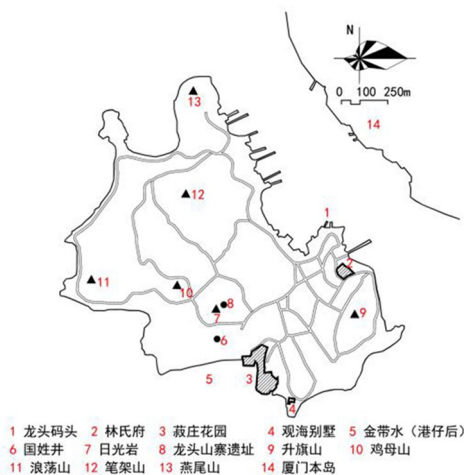 N
0 100 250m
13
14
12
1
2
11
10
8
7
9
6
5
3
4
1 龙头码头 2 林氏府 3 菽庄花园 4 观海别墅 5 金带水（港仔后）
6 国姓井 7 日光岩 8 龙头山寨遗址 9 升旗山 10 鸡母山
11 浪荡山 12 笔架山 13 燕尾山 14 厦门本岛